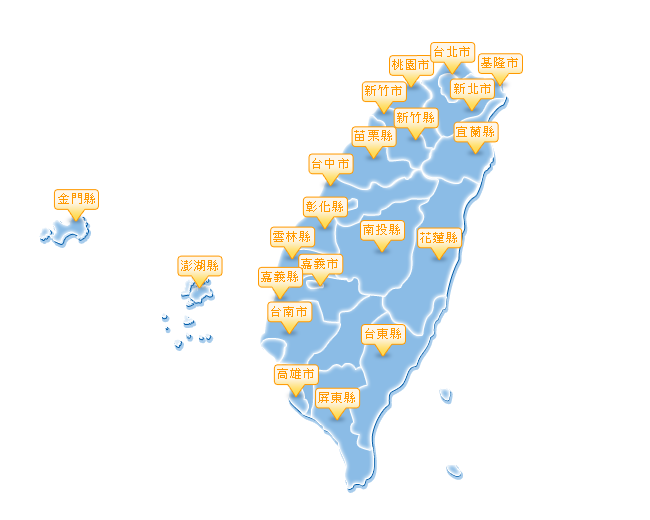 台北市
桃園市
基隆市
新竹市
新北市
新竹縣
苗栗縣
宜蘭縣
台中市
金門縣
彰化縣
南投縣
雲林縣
花蓮縣
澎湖縣
嘉義市
嘉義縣
台南市
台東縣
高雄市
屏東縣